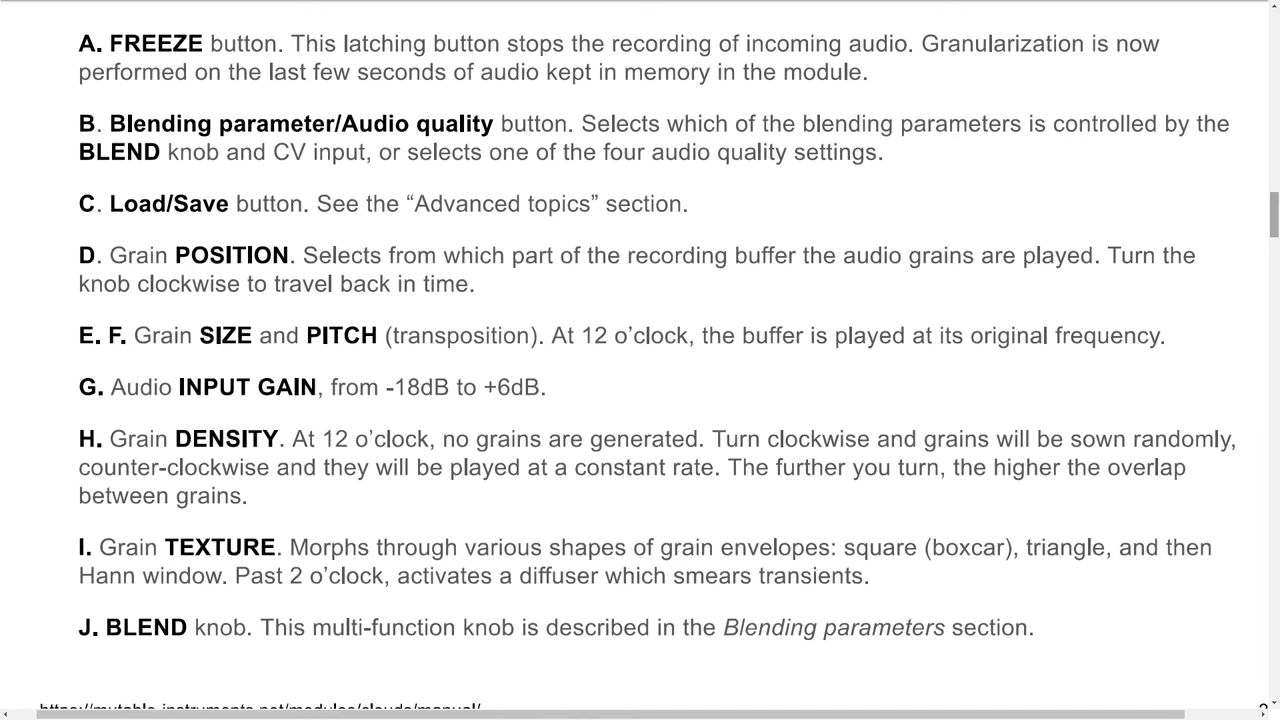 A. FREEZE button. This latching button stops the recording of incoming audio. Granularization is now
performed on the last few seconds of audio kept in memory in the module.
B. Blending parameter/Audio quality button. Selects which of the blending parameters is controlled by the
BLEND knob and CV input, or selects one of the four audio quality settings.
C. Load/Save button. See the “Advanced topics” section.
D. Grain POSITION. Selects from which part of the recording buffer the audio grains are played. Turn the
knob clockwise to travel back in time.
E. F. Grain SIZE and PITCH (transposition). At 12 o’clock, the buffer is played at its original frequency.
G. Audio INPUT GAIN, from -18dB to +6dB.
H. Grain DENSITY. At 12 o’clock, no grains are generated. Turn clockwise and grains will be sown randomly,
counter-clockwise and they will be played at a constant rate. The further you turn, the higher the overlap
between grains.
I. Grain TEXTURE. Morphs through various shapes of grain envelopes: square (boxcar), triangle, and then
Hann window. Past 2 o’clock, activates a diffuser which smears transients.
J. BLEND knob. This multi-function knob is described in the Blending parameters section.
https://mutable-instruments.net/modules/clouds/manual/